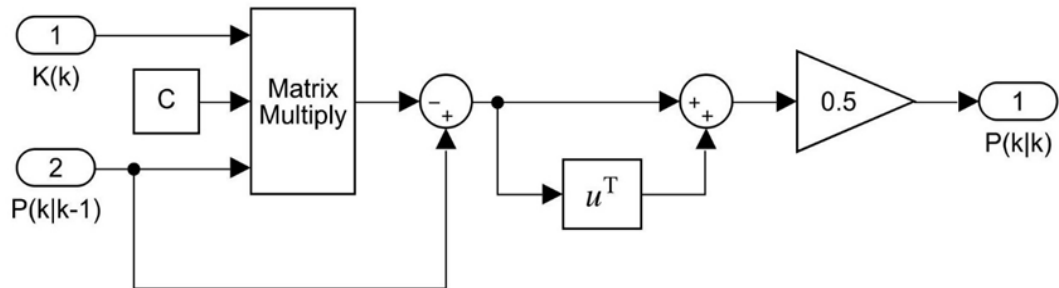 1
K(k)
C
2
P(k|k-1)
Matrix
Multiply
−
+
+
+
u^T
0.5
1
P(k|k)